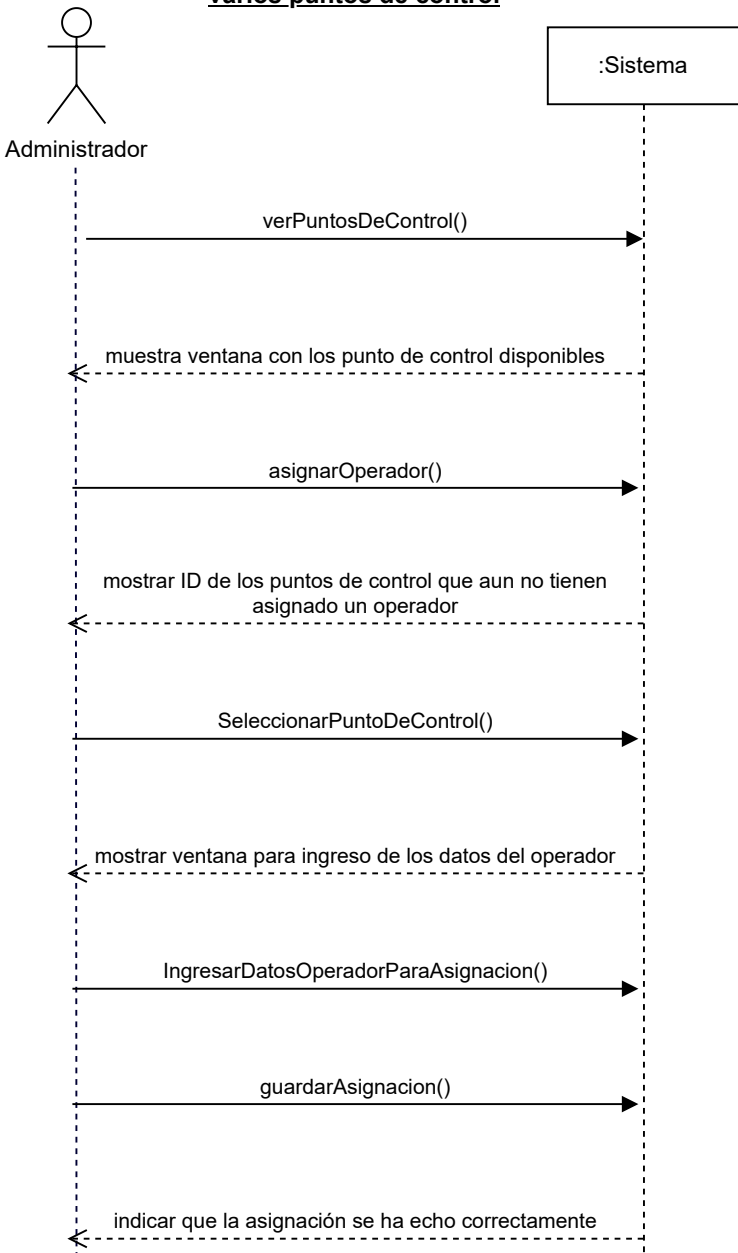 varios puntos de control
:Sistema
Administrador
verPuntosDeControl()
muestra ventana con los punto de control disponibles
asignarOperador()
mostrar ID de los puntos de control que aun no tienen
asignado un operador
SeleccionarPuntoDeControl()
mostrar ventana para ingreso de los datos del operador
IngresarDatosOperadorParaAsignacion()
guardarAsignacion()
indicar que la asignación se ha echo correctamente